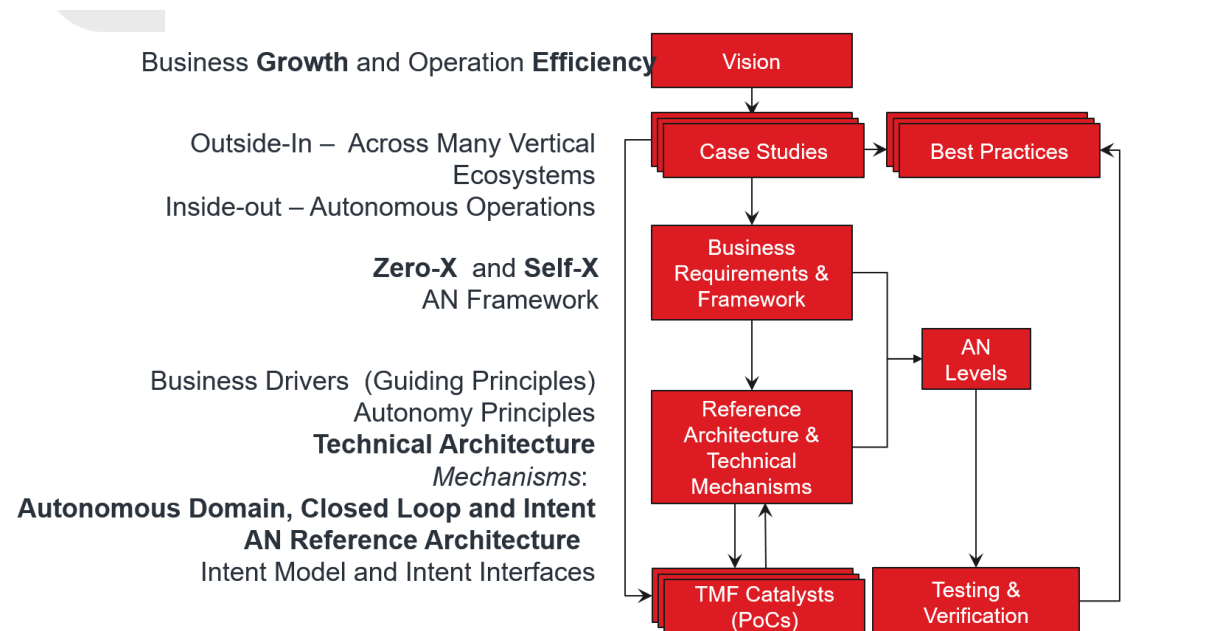 Business Growth and Operation Efficiency
Vision
Outside-In – Across Many Vertical
Ecosystems
Inside-out – Autonomous Operations
Case Studies
Best Practices
Zero-X and Self-X
AN Framework
Business
Requirements &
Framework
AN
Levels
Business Drivers (Guiding Principles)
Autonomy Principles
Technical Architecture
Mechanisms:
Autonomous Domain, Closed Loop and Intent
AN Reference Architecture
Intent Model and Intent Interfaces
Reference
Architecture &
Technical
Mechanisms
TMF Catalysts
(PoCs)
Testing &
Verification